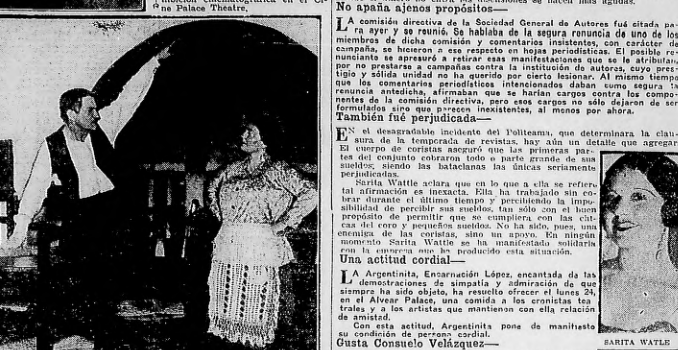 bición cinematográfica en el Ci-
ne Palace Theatre,
No apaña ajenos propósitos—
LA comisión directiva de la Sociedad General de Autores fué citada pa-
ra ayer y se reunió. Se hablaba de la segura renuncia de uno de los
miembros de dicha comisión y comentarios insistentes, con carácter de
campaña, se hicieron a ese respecto en hojas periodísticas. El posible re-
nunciante se apresuró a retirar esas manifestaciones que se le atribuían,
por no prestarse a campañas contra la institución de autores, cuyo pres-
tigio y sólida unidad no ha querido por cierto lesionar. Al mismo tiempo
que los comentarios periodísticos intencionados daban como segura la
renuncia antedicha, afirmaban que se harían cargos contra los compo-
nentes de la comisión directiva, pero esos cargos no sólo dejaron de ser
formulados sino que parecen inexistentes, al menos por ahora.
También fué perjudicada—
EN el desagradable incidente del Politeama, que determinara la clau-
sura de la temporada de revistas, hay aún un detalle que agregar
El cuerpo de coristas aseguró que las primeras par-
tes del conjunto cobraron todo o parte grande de sus
sueldos; siendo las bataclanas las únicas seriamente
perjudicadas.
Sarita Wattle aclara que en lo que a ella se refiere
tal afirmación es inexacta. Ella ha trabajado sin co-
brar durante el último tiempo y percibiendo la impo-
sibilidad de percibir sus sueldos, tan sólo con el buen
propósito de permitir que se cumpliera con las chi-
cas del coro y pequeños sueldos. No ha sido, pues, una
enemiga de las coristas, sino un apoyo. En ningún
momento Sarita Wattle se ha manifestado solidaria
con la empresa que ha producido esta situación.
Una actitud cordial—
LA Argentinita, Encarnación López, encantada de las
demostraciones de simpatía y admiración de que
siempre ha sido objeto, ha resuelto ofrecer el lunes 24,
en el Alvear Palace, una comida a los cronistas tea
trales y a los artistas que mantienen con ella relación
de amistad.
Con esta actitud, Argentinita pone de manifiesto
su condición de persona cordial.
SARITA WATLE
Gusta Consuelo Velázquez—